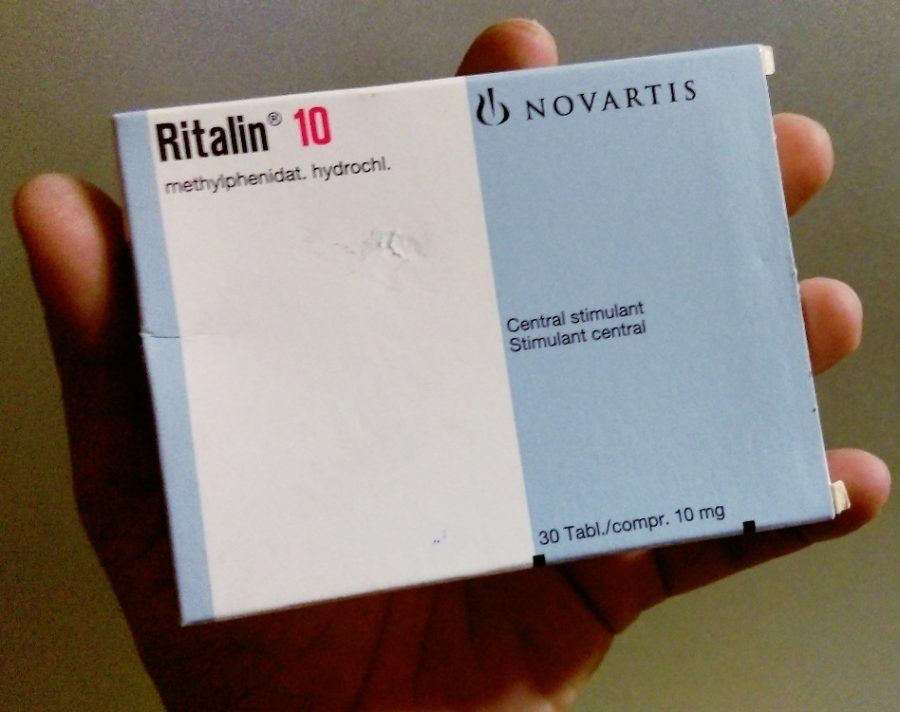 Ritalin® 10
methylphenidat. hydrochl.
NOVARTIS
Central stimulant
Stimulant central
30 Tabl./compr. 10 mg